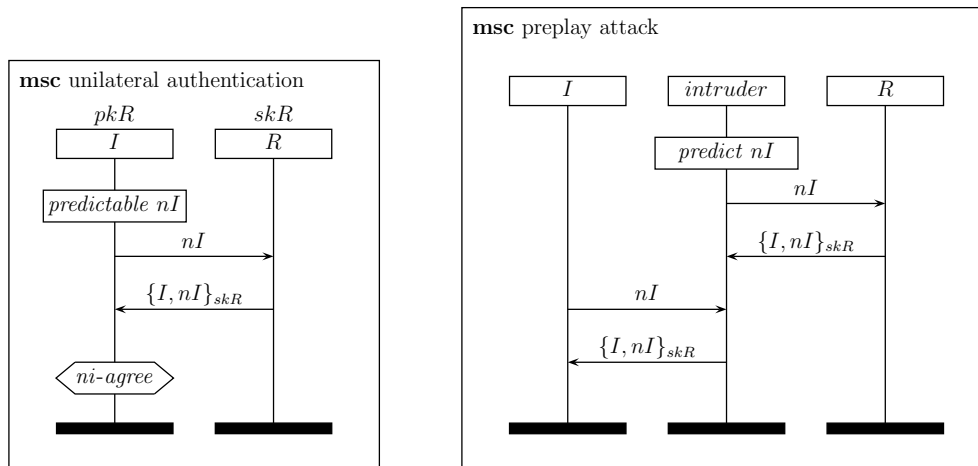 msc unilateral authentication
pkR skR
I R
predictable nI
nI
{I, nI}skR
ni-agree
msc preplay attack
I intruder R
predict nI
nI
{I, nI}skR
nI
{I, nI}skR